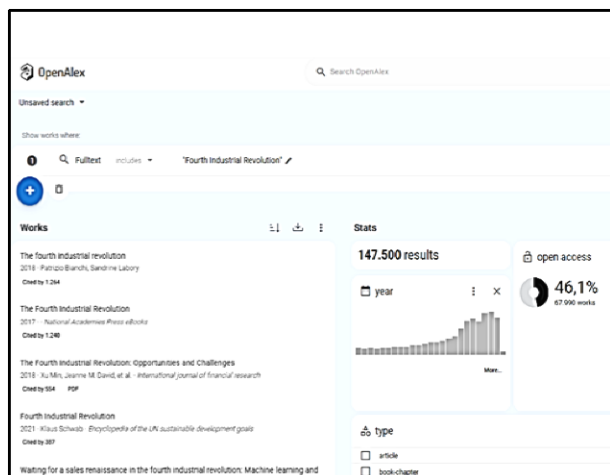 OpenAlex
Search OpenAlex
Unsaved search
Show works where:
1 Fulltext includes "Fourth Industrial Revolution"
Works
The fourth industrial revolution
2018 · Patrizio Bianchi, Sandrine Labory
Cited by 1.264
The Fourth Industrial Revolution
2017 · National Academies Press eBooks
Cited by 1.248
The Fourth Industrial Revolution: Opportunities and Challenges
2018 · Xu Min, Jeanne M. David, et al. · International journal of financial research
Cited by 554 PDF
Fourth Industrial Revolution
2021 · Klaus Schwab · Encyclopedia of the UN sustainable development goals
Cited by 387
Waiting for a sales renaissance in the fourth industrial revolution: Machine learning and
Stats
147.500 results
year
More...
open access
46,1%
67.990 works
type
article
book-chapter